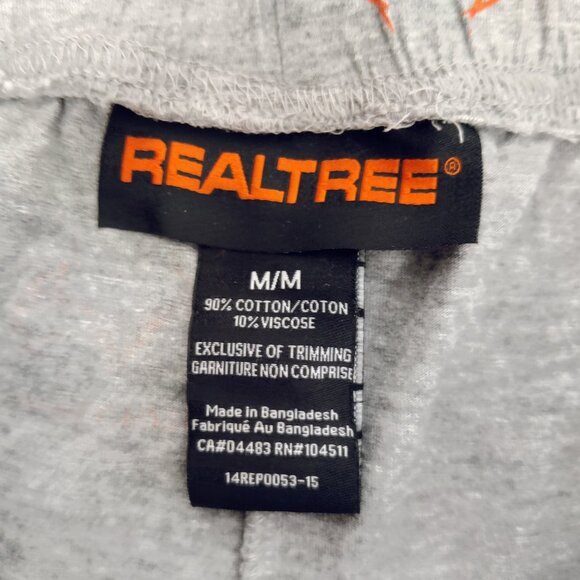 REALTREE®
M/M
90% COTTON/COTON
10% VISCOSE
EXCLUSIVE OF TRIMMING
GARNITURE NON COMPRISE
Made In Bangladesh
Fabriqué Au Bangladesh
CA#04483 RN#104511
14REP0053-15